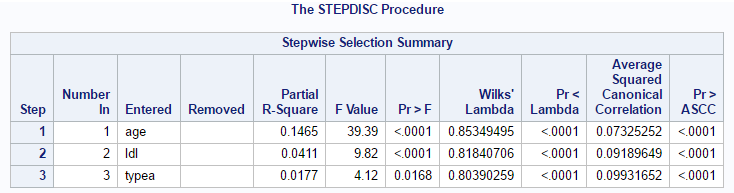 The STEPDISC Procedure
Stepwise Selection Summary
Step Number In Entered Removed Partial R-Square F Value Pr > F Wilks' Lambda Pr < Lambda Average Squared Canonical Correlation Pr > ASCC
1 1 age 0.1465 39.39 <.0001 0.85349495 <.0001 0.07325252 <.0001
2 2 ldl 0.0411 9.82 <.0001 0.81840706 <.0001 0.09189649 <.0001
3 3 typea 0.0177 4.12 0.0168 0.80390259 <.0001 0.09931652 <.0001